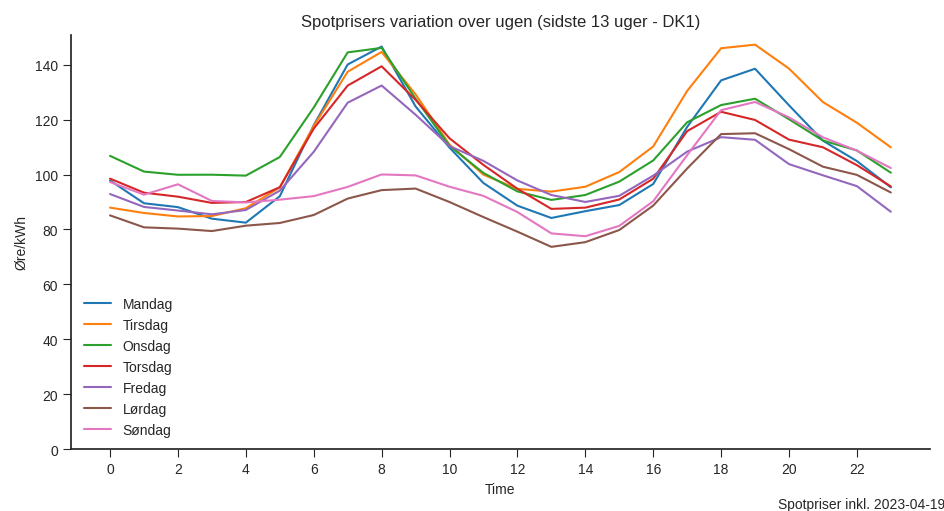 Spotprisers variation over ugen (sidste 13 uger - DK1)
140
120
100
80
60
40
20
0
Øre/kWh
Mandag
Tirsdag
Onsdag
Torsdag
Fredag
Lørdag
Søndag
0 2 4 6 8 10 12 14 16 18 20 22
Time
Spotpriser inkl. 2023-04-19